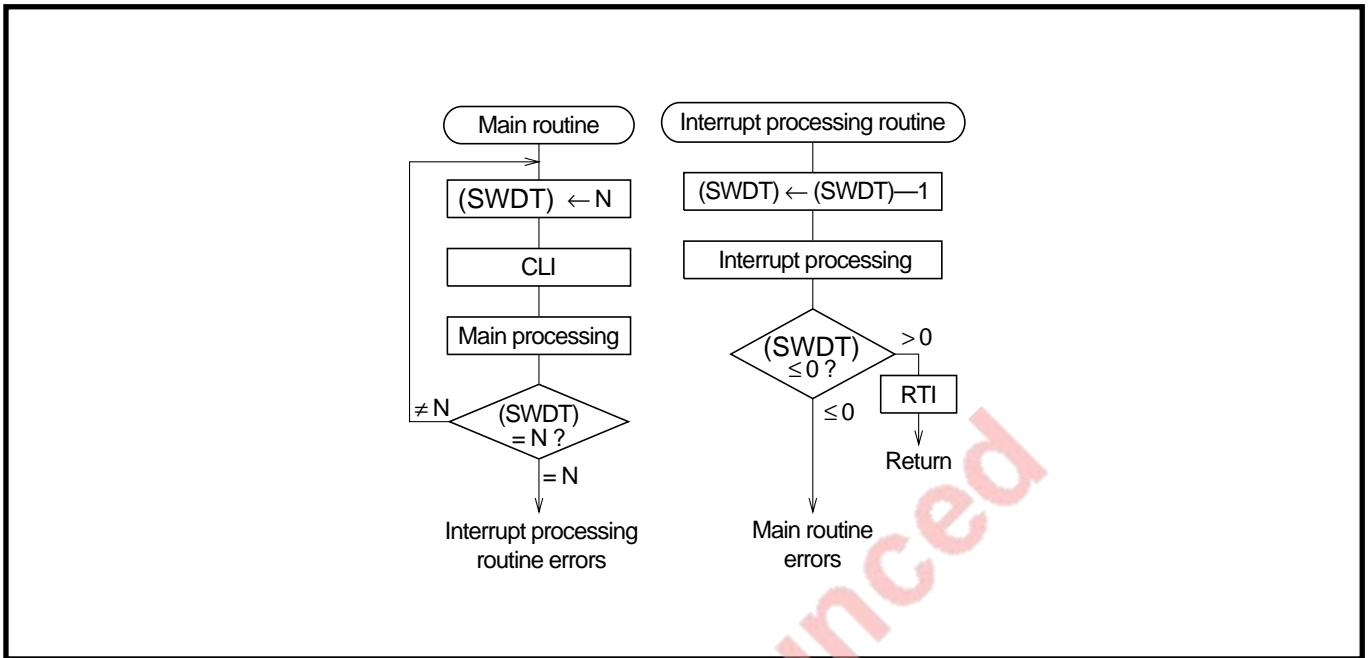 Main routine
(SWDT) ← N
CLI
Main processing
≠ N
(SWDT)
= N ?
= N
Interrupt processing
routine errors
Interrupt processing routine
(SWDT) ← (SWDT)—1
Interrupt processing
(SWDT)
≤ 0 ?
> 0
RTI
≤ 0
Return
Main routine
errors
unced